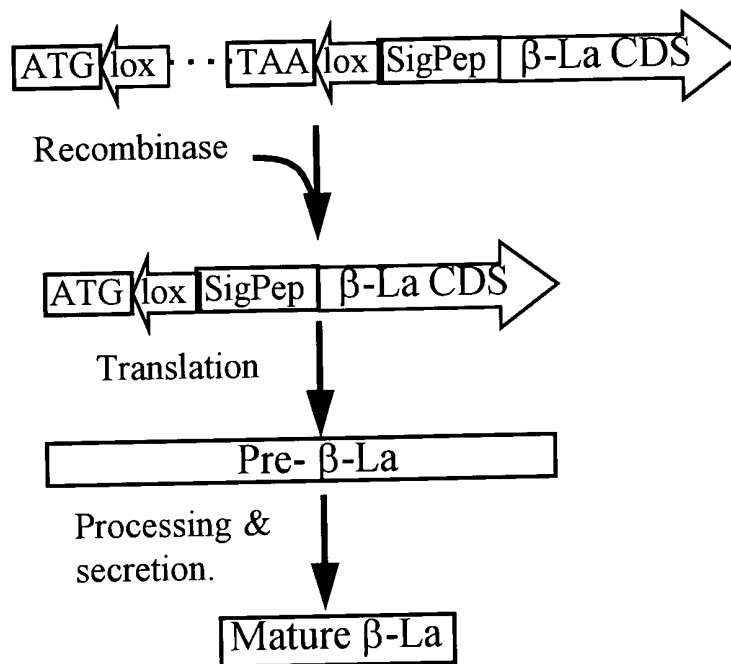 ATG lox ··· TAA lox SigPep β-La CDS
Recombinase
ATG lox SigPep β-La CDS
Translation
Pre- β-La
Processing &
secretion.
Mature β-La